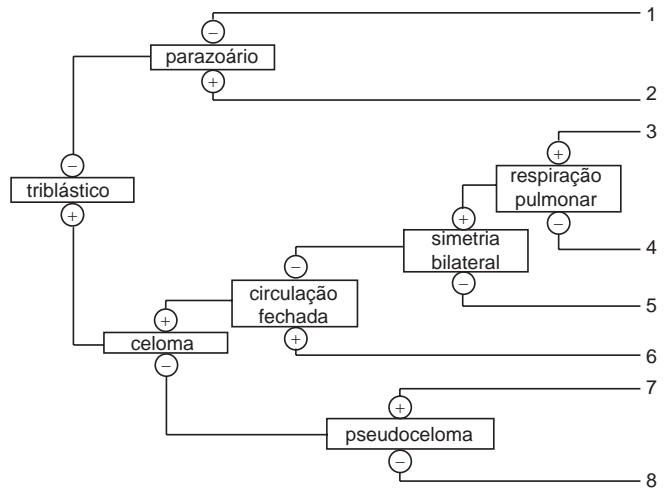 1
−
parazoário
+
2
3
+
−
respiração
pulmonar
triblástico
+
+
−
simetria
bilateral
4
−
−
5
circulação
fechada
+
+
celoma
6
−
7
+
pseudoceloma
−
8